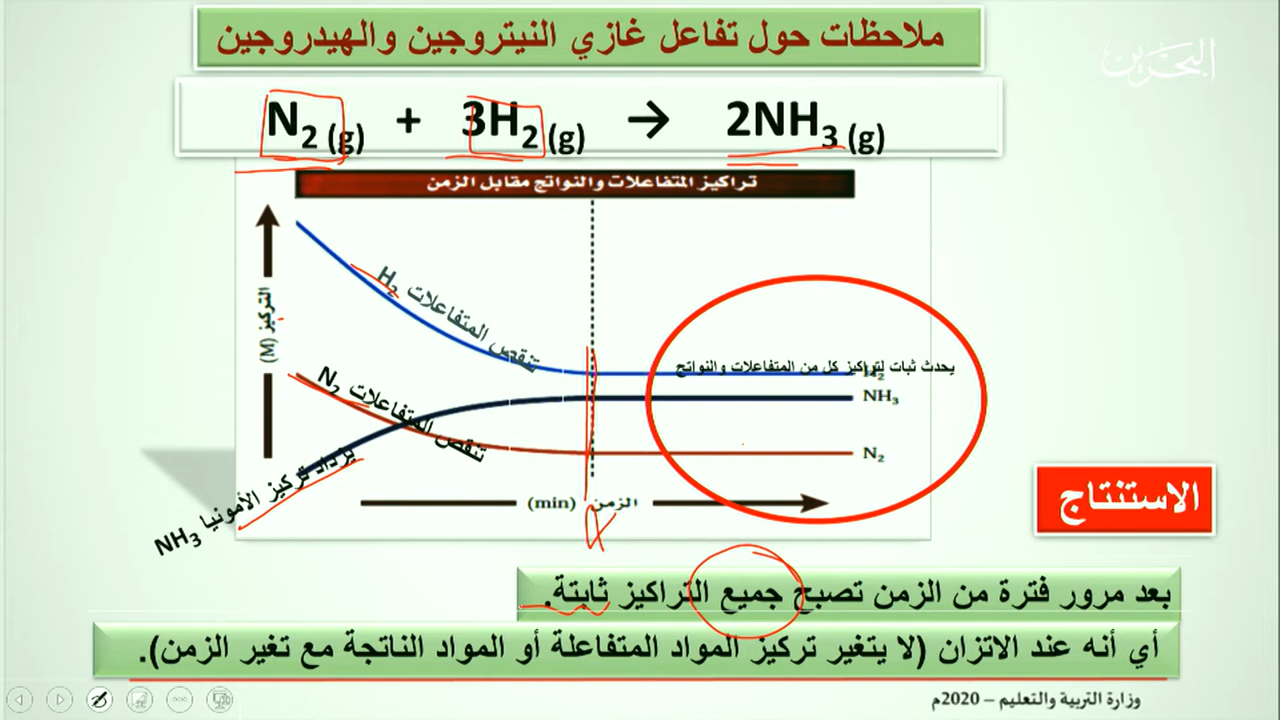 ملاحظات حول تفاعل غازي النيتروجين والهيدروجين
البحرين
N₂ (g) + 3H₂ (g) → 2NH₃ (g)
تراكيز المتفاعلات والنواتج مقابل الزمن
التركيز (M)
تنقص المتفاعلات H₂
يحدث ثبات لتراكيز كل من المتفاعلات والنواتج
H₂
NH₃
تنقص المتفاعلات N₂
N₂
يزداد تركيز الأمونيا NH₃
الزمن (min)
الاستنتاج
بعد مرور فترة من الزمن تصبح جميع التراكيز ثابتة.
أي أنه عند الاتزان (لا يتغير تركيز المواد المتفاعلة أو المواد الناتجة مع تغير الزمن).
وزارة التربية والتعليم – 2020م